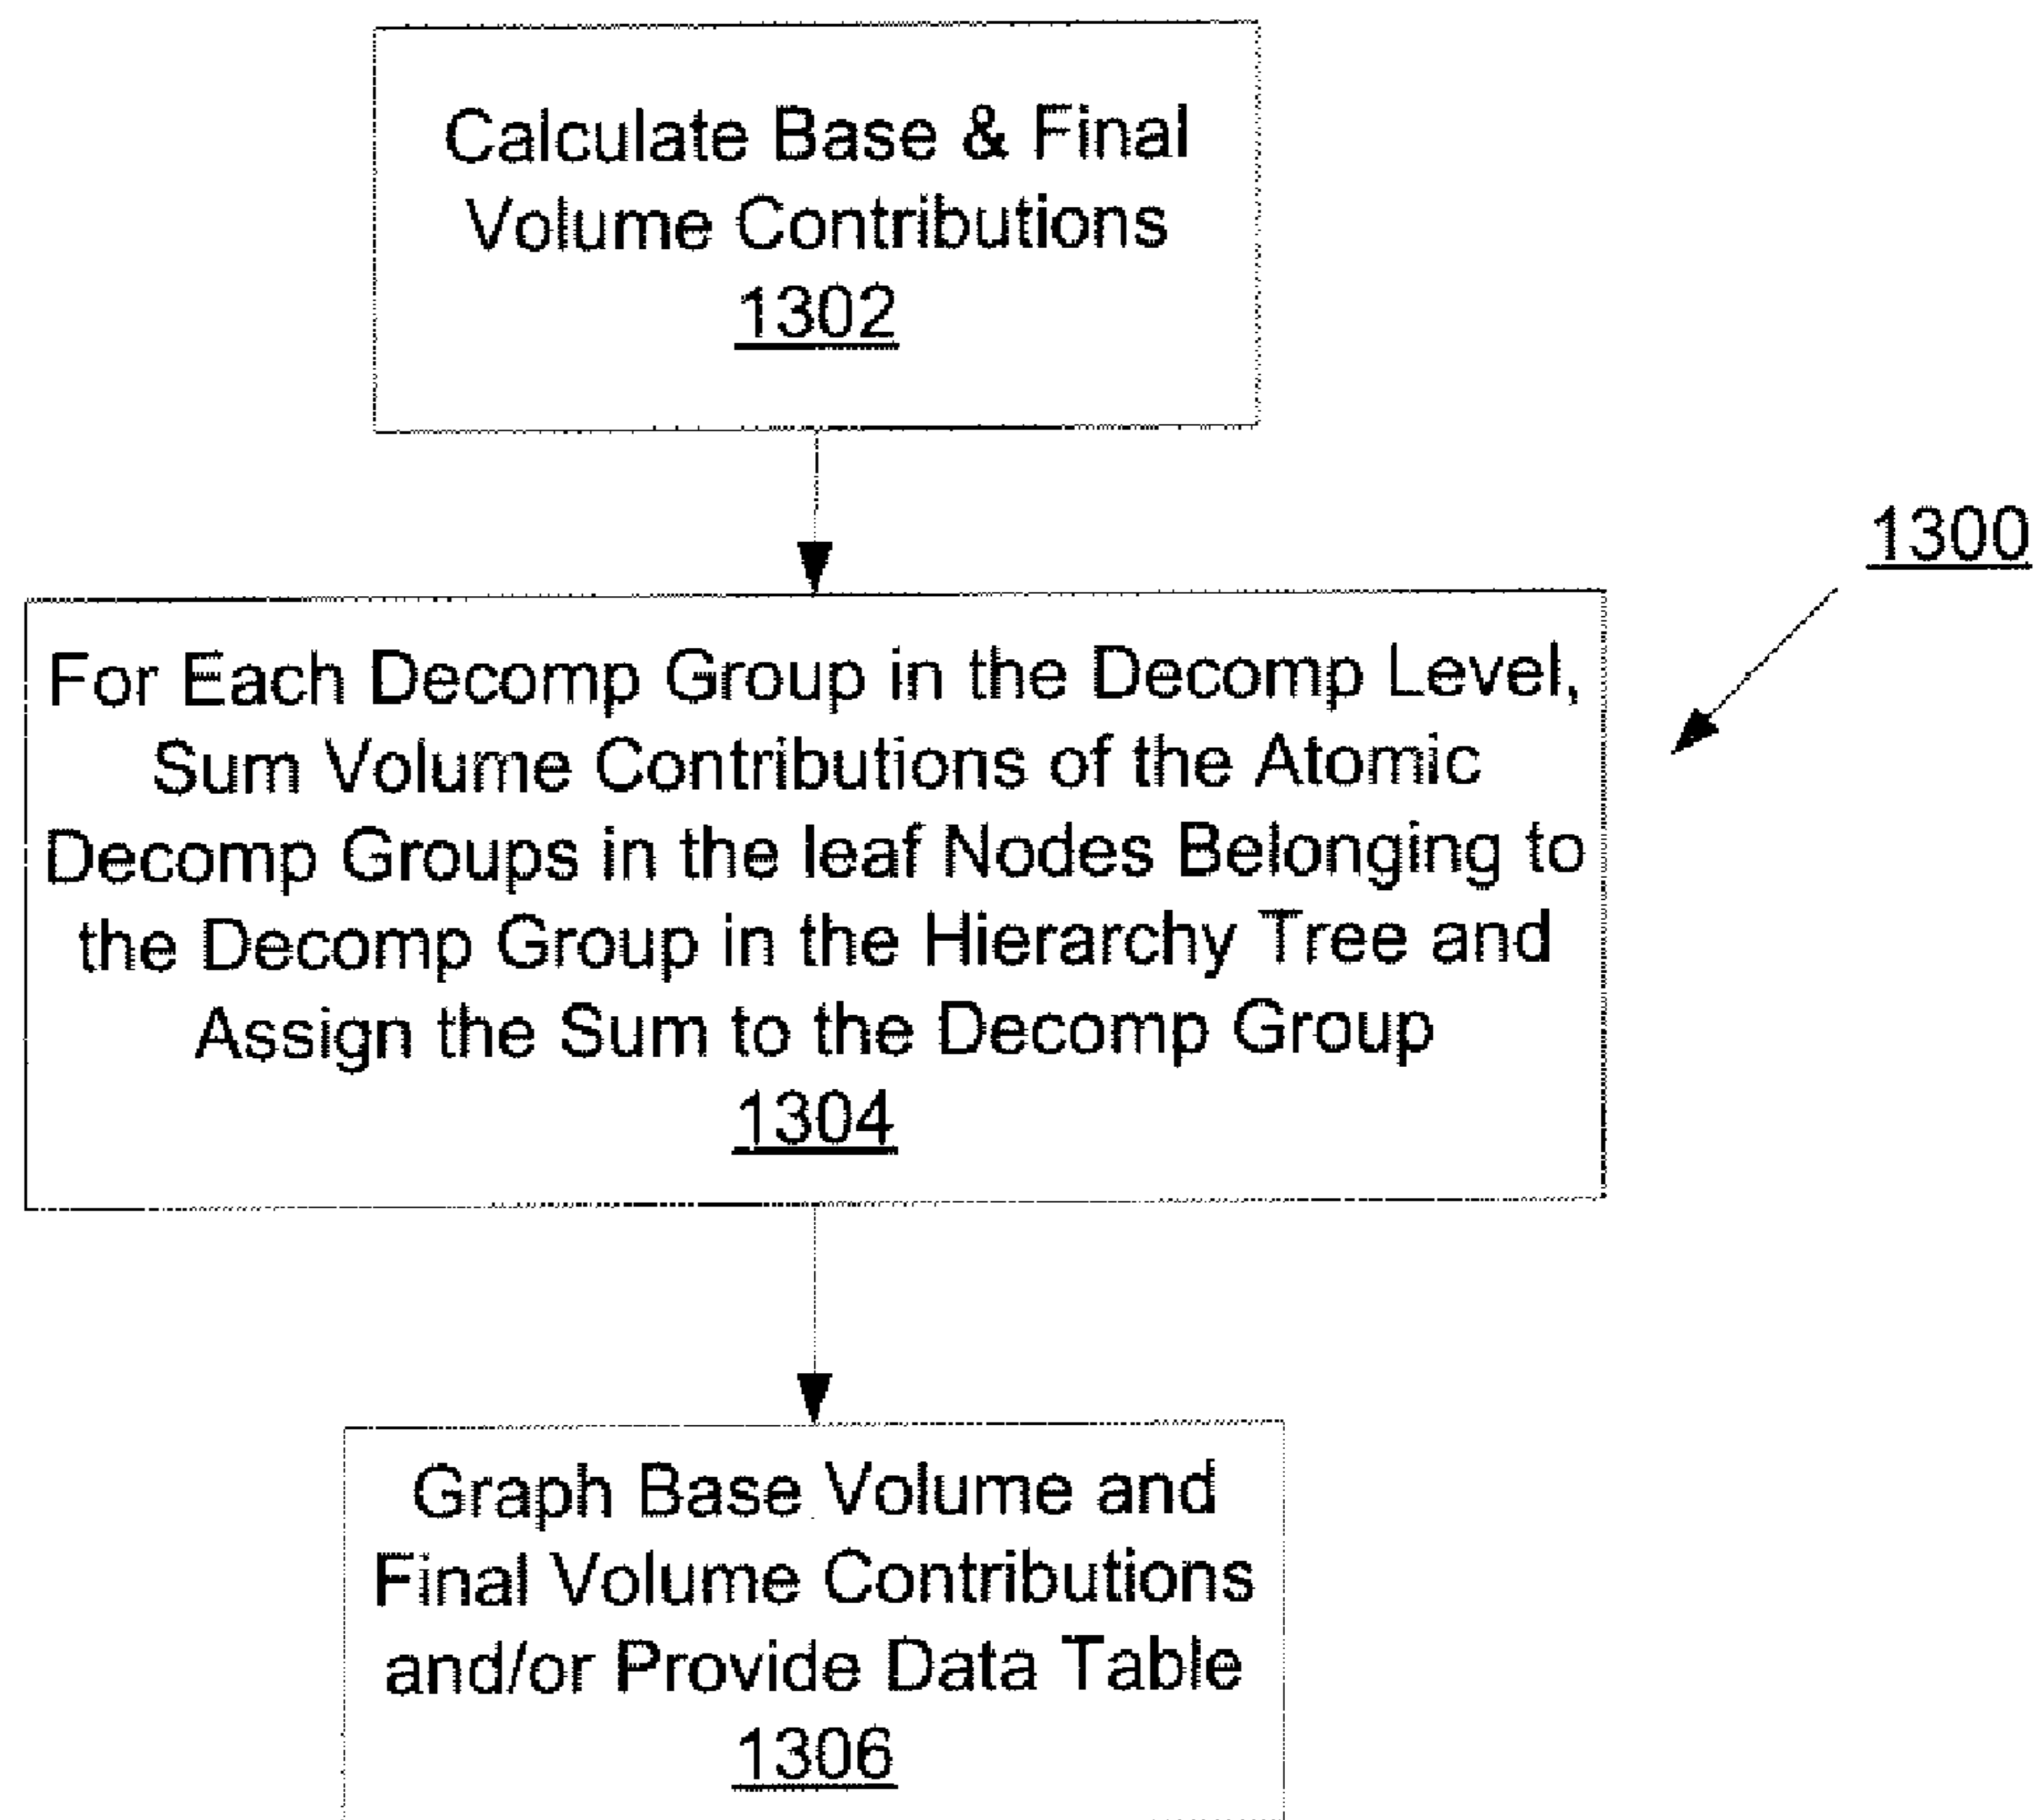 Calculate Base & Final
Volume Contributions
1302
1300
For Each Decomp Group in the Decomp Level,
Sum Volume Contributions of the Atomic
Decomp Groups in the leaf Nodes Belonging to
the Decomp Group in the Hierarchy Tree and
Assign the Sum to the Decomp Group
1304
Graph Base Volume and
Final Volume Contributions
and/or Provide Data Table
1306